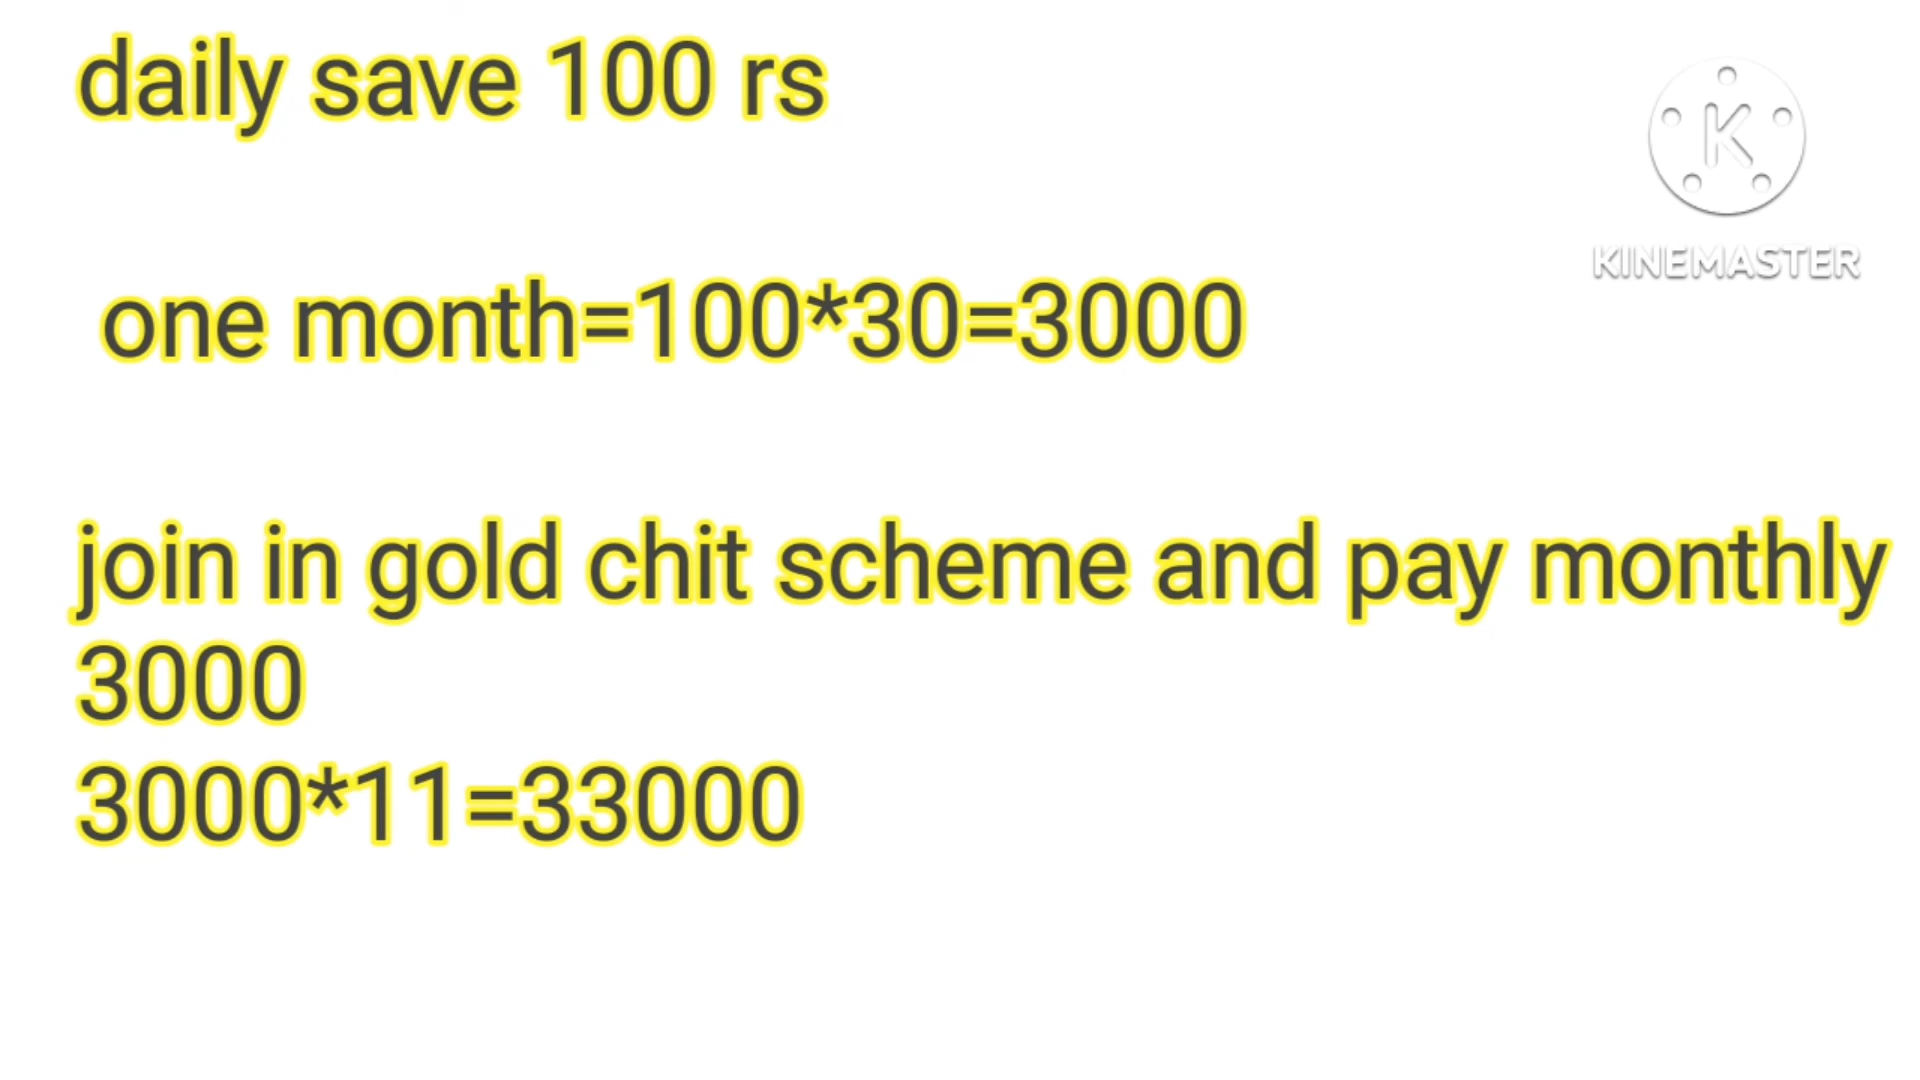 daily save 100 rs
K
KINEMASTER
one month=100*30=3000
join in gold chit scheme and pay monthly
3000
3000*11=33000